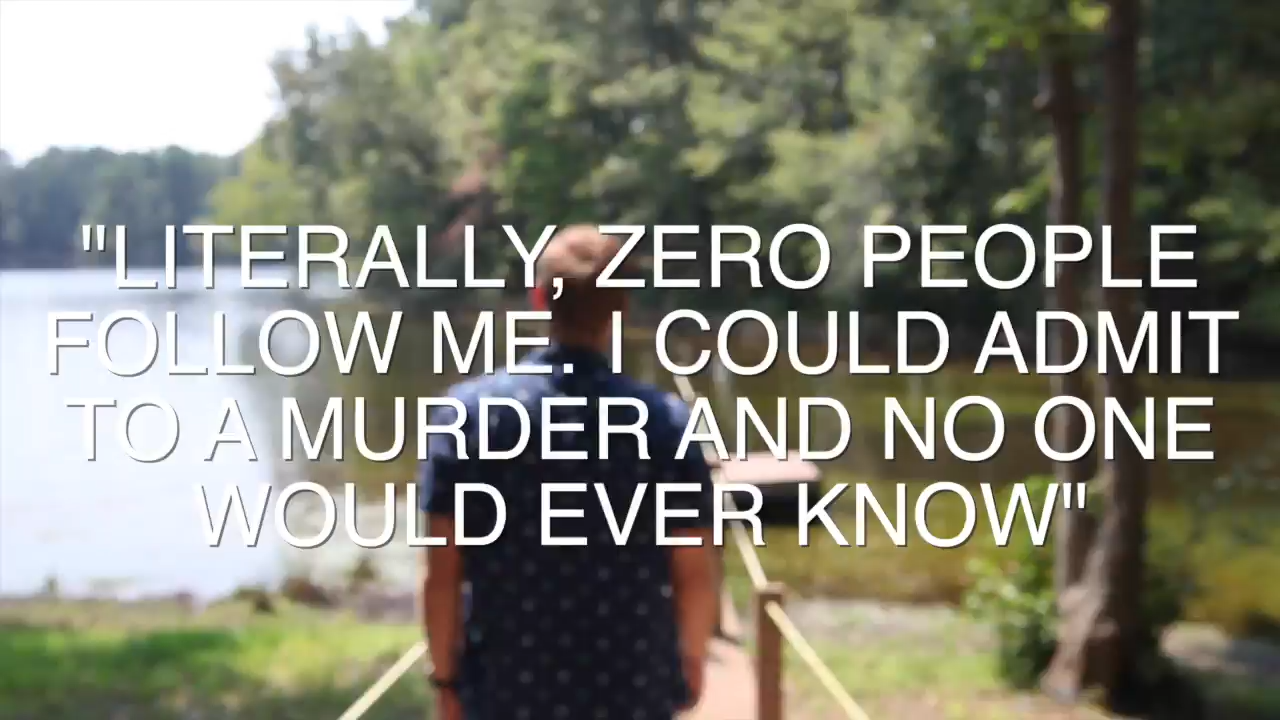 "LITERALLY, ZERO PEOPLE
FOLLOW ME. I COULD ADMIT
TO A MURDER AND NO ONE
WOULD EVER KNOW"